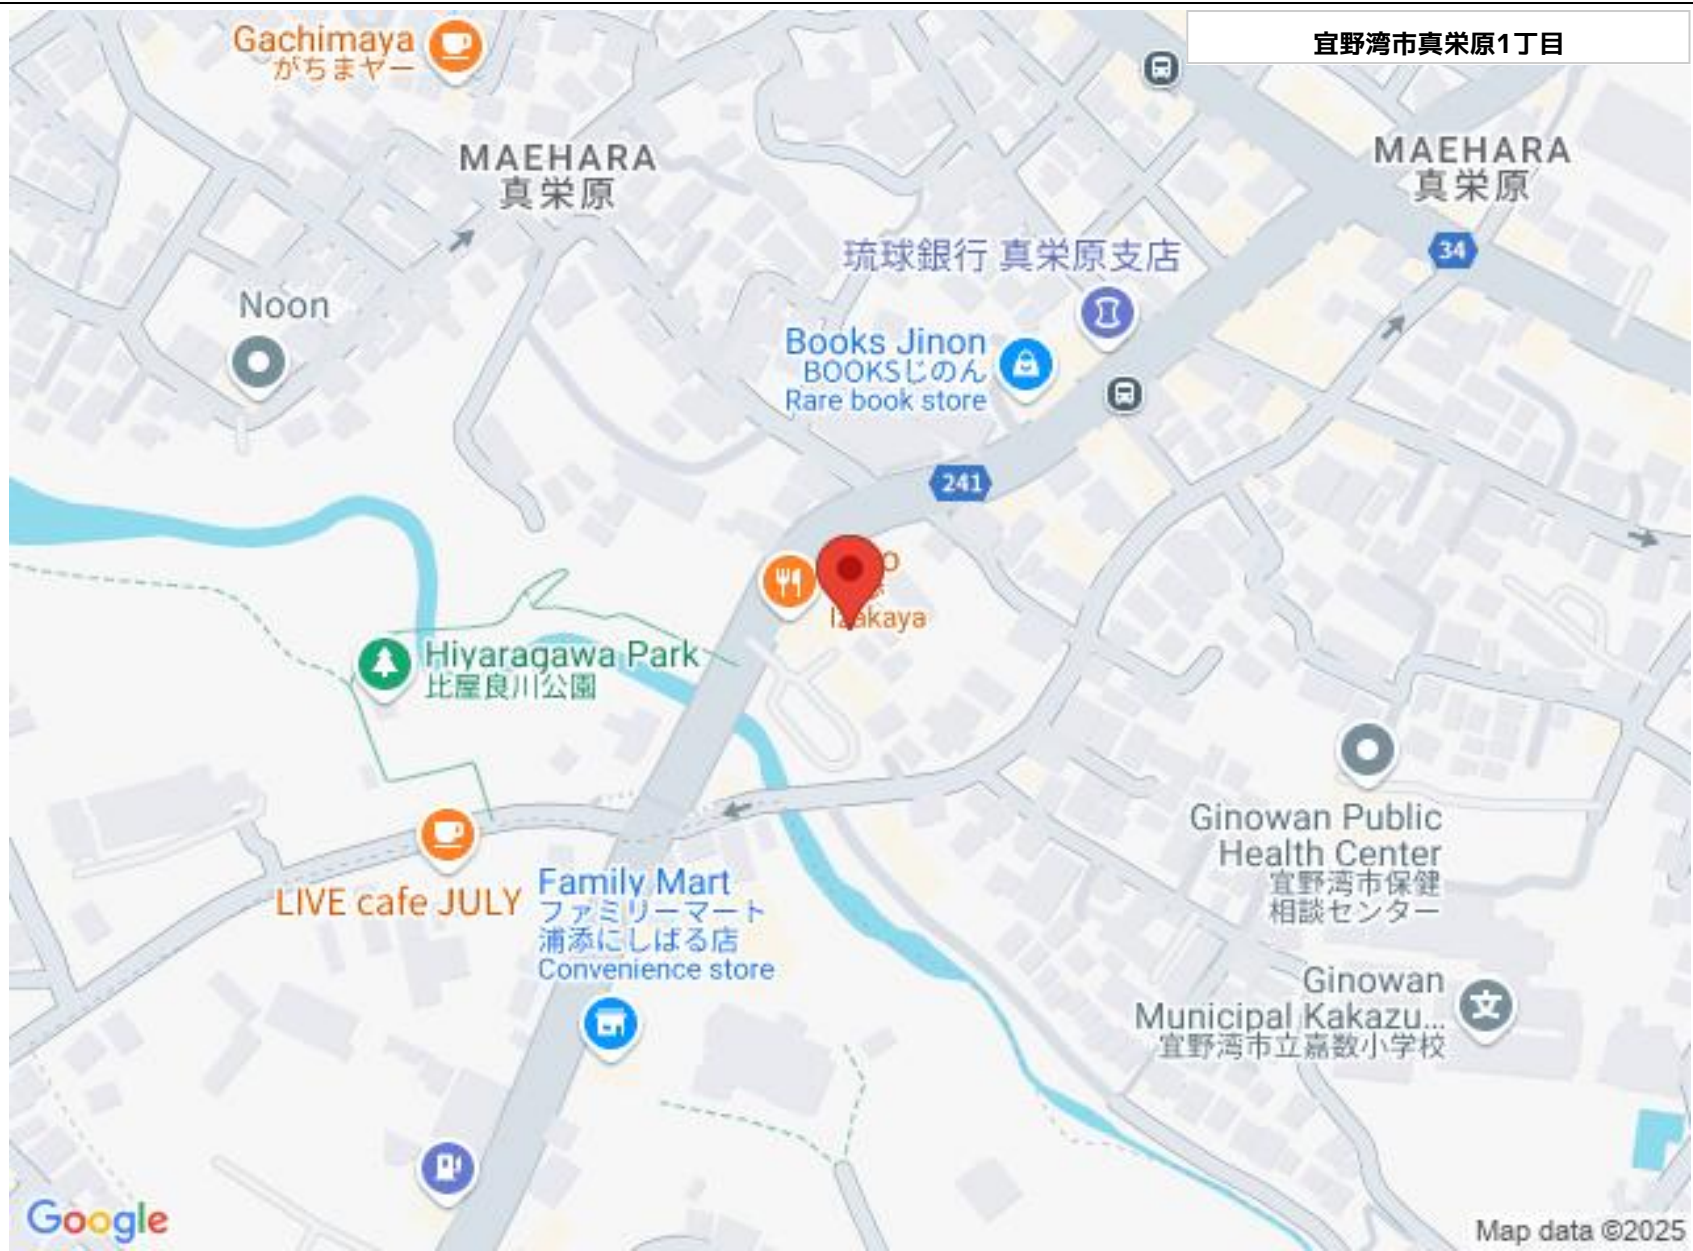 宜野湾市真栄原1丁目
Gachimaya
がちまヤー
MAEHARA
真栄原
MAEHARA
真栄原
34
琉球銀行 真栄原支店
Noon
Books Jinon
BOOKSじのん
Rare book store
241
Izakaya
Hiyaragawa Park
比屋良川公園
LIVE cafe JULY
Family Mart
ファミリーマート
浦添にしばる店
Convenience store
Ginowan Public
Health Center
宜野湾市保健
相談センター
Ginowan
Municipal Kakazu...
宜野湾市立嘉数小学校
文
Google
Map data ©2025